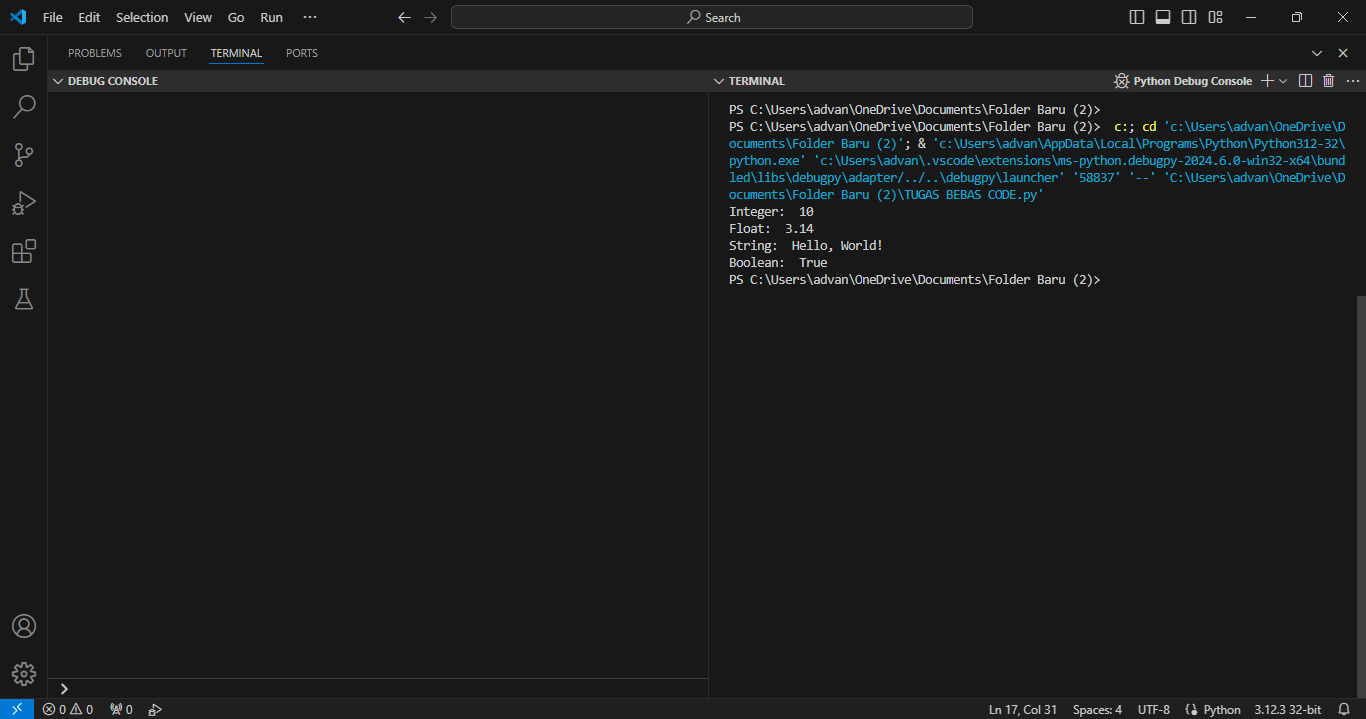 File Edit Selection View Go Run ···
Search
PROBLEMS OUTPUT TERMINAL PORTS
DEBUG CONSOLE
TERMINAL
Python Debug Console
PS C:\Users\advan\OneDrive\Documents\Folder Baru (2)>
PS C:\Users\advan\OneDrive\Documents\Folder Baru (2)>  c:; cd 'c:\Users\advan\OneDrive\D
ocuments\Folder Baru (2)'; & 'c:\Users\advan\AppData\Local\Programs\Python\Python312-32\
python.exe' 'c:\Users\advan\.vscode\extensions\ms-python.debugpy-2024.6.0-win32-x64\bund
led\libs\debugpy\adapter/../..\debugpy\launcher' '58837' '--' 'C:\Users\advan\OneDrive\D
ocuments\Folder Baru (2)\TUGAS BEBAS CODE.py'
Integer:  10
Float:  3.14
String:  Hello, World!
Boolean:  True
PS C:\Users\advan\OneDrive\Documents\Folder Baru (2)>
0 0 0
Ln 17, Col 31 Spaces: 4 UTF-8 Python 3.12.3 32-bit